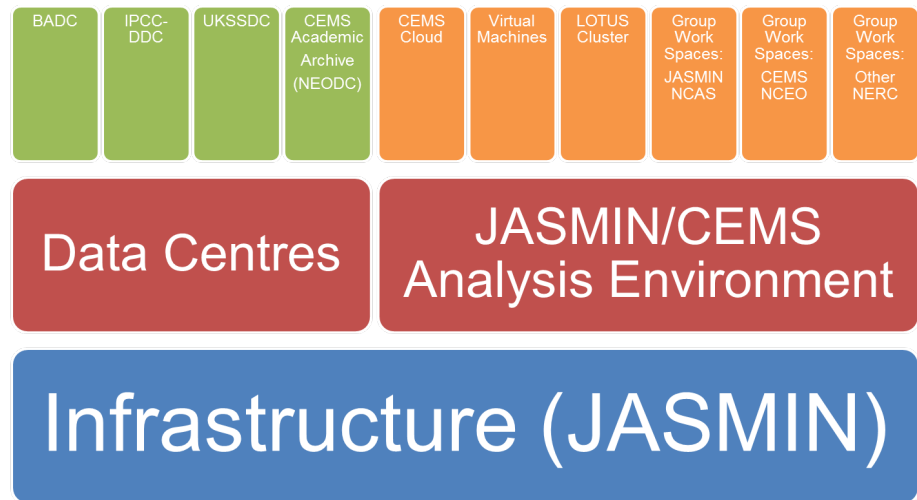 BADC
IPCC-
DDC
UKSSDC
CEMS
Academic
Archive
(NEODC)
CEMS
Cloud
Virtual
Machines
LOTUS
Cluster
Group
Work
Spaces:
JASMIN
NCAS
Group
Work
Spaces:
CEMS
NCEO
Group
Work
Spaces:
Other
NERC
Data Centres
JASMIN/CEMS
Analysis Environment
Infrastructure (JASMIN)